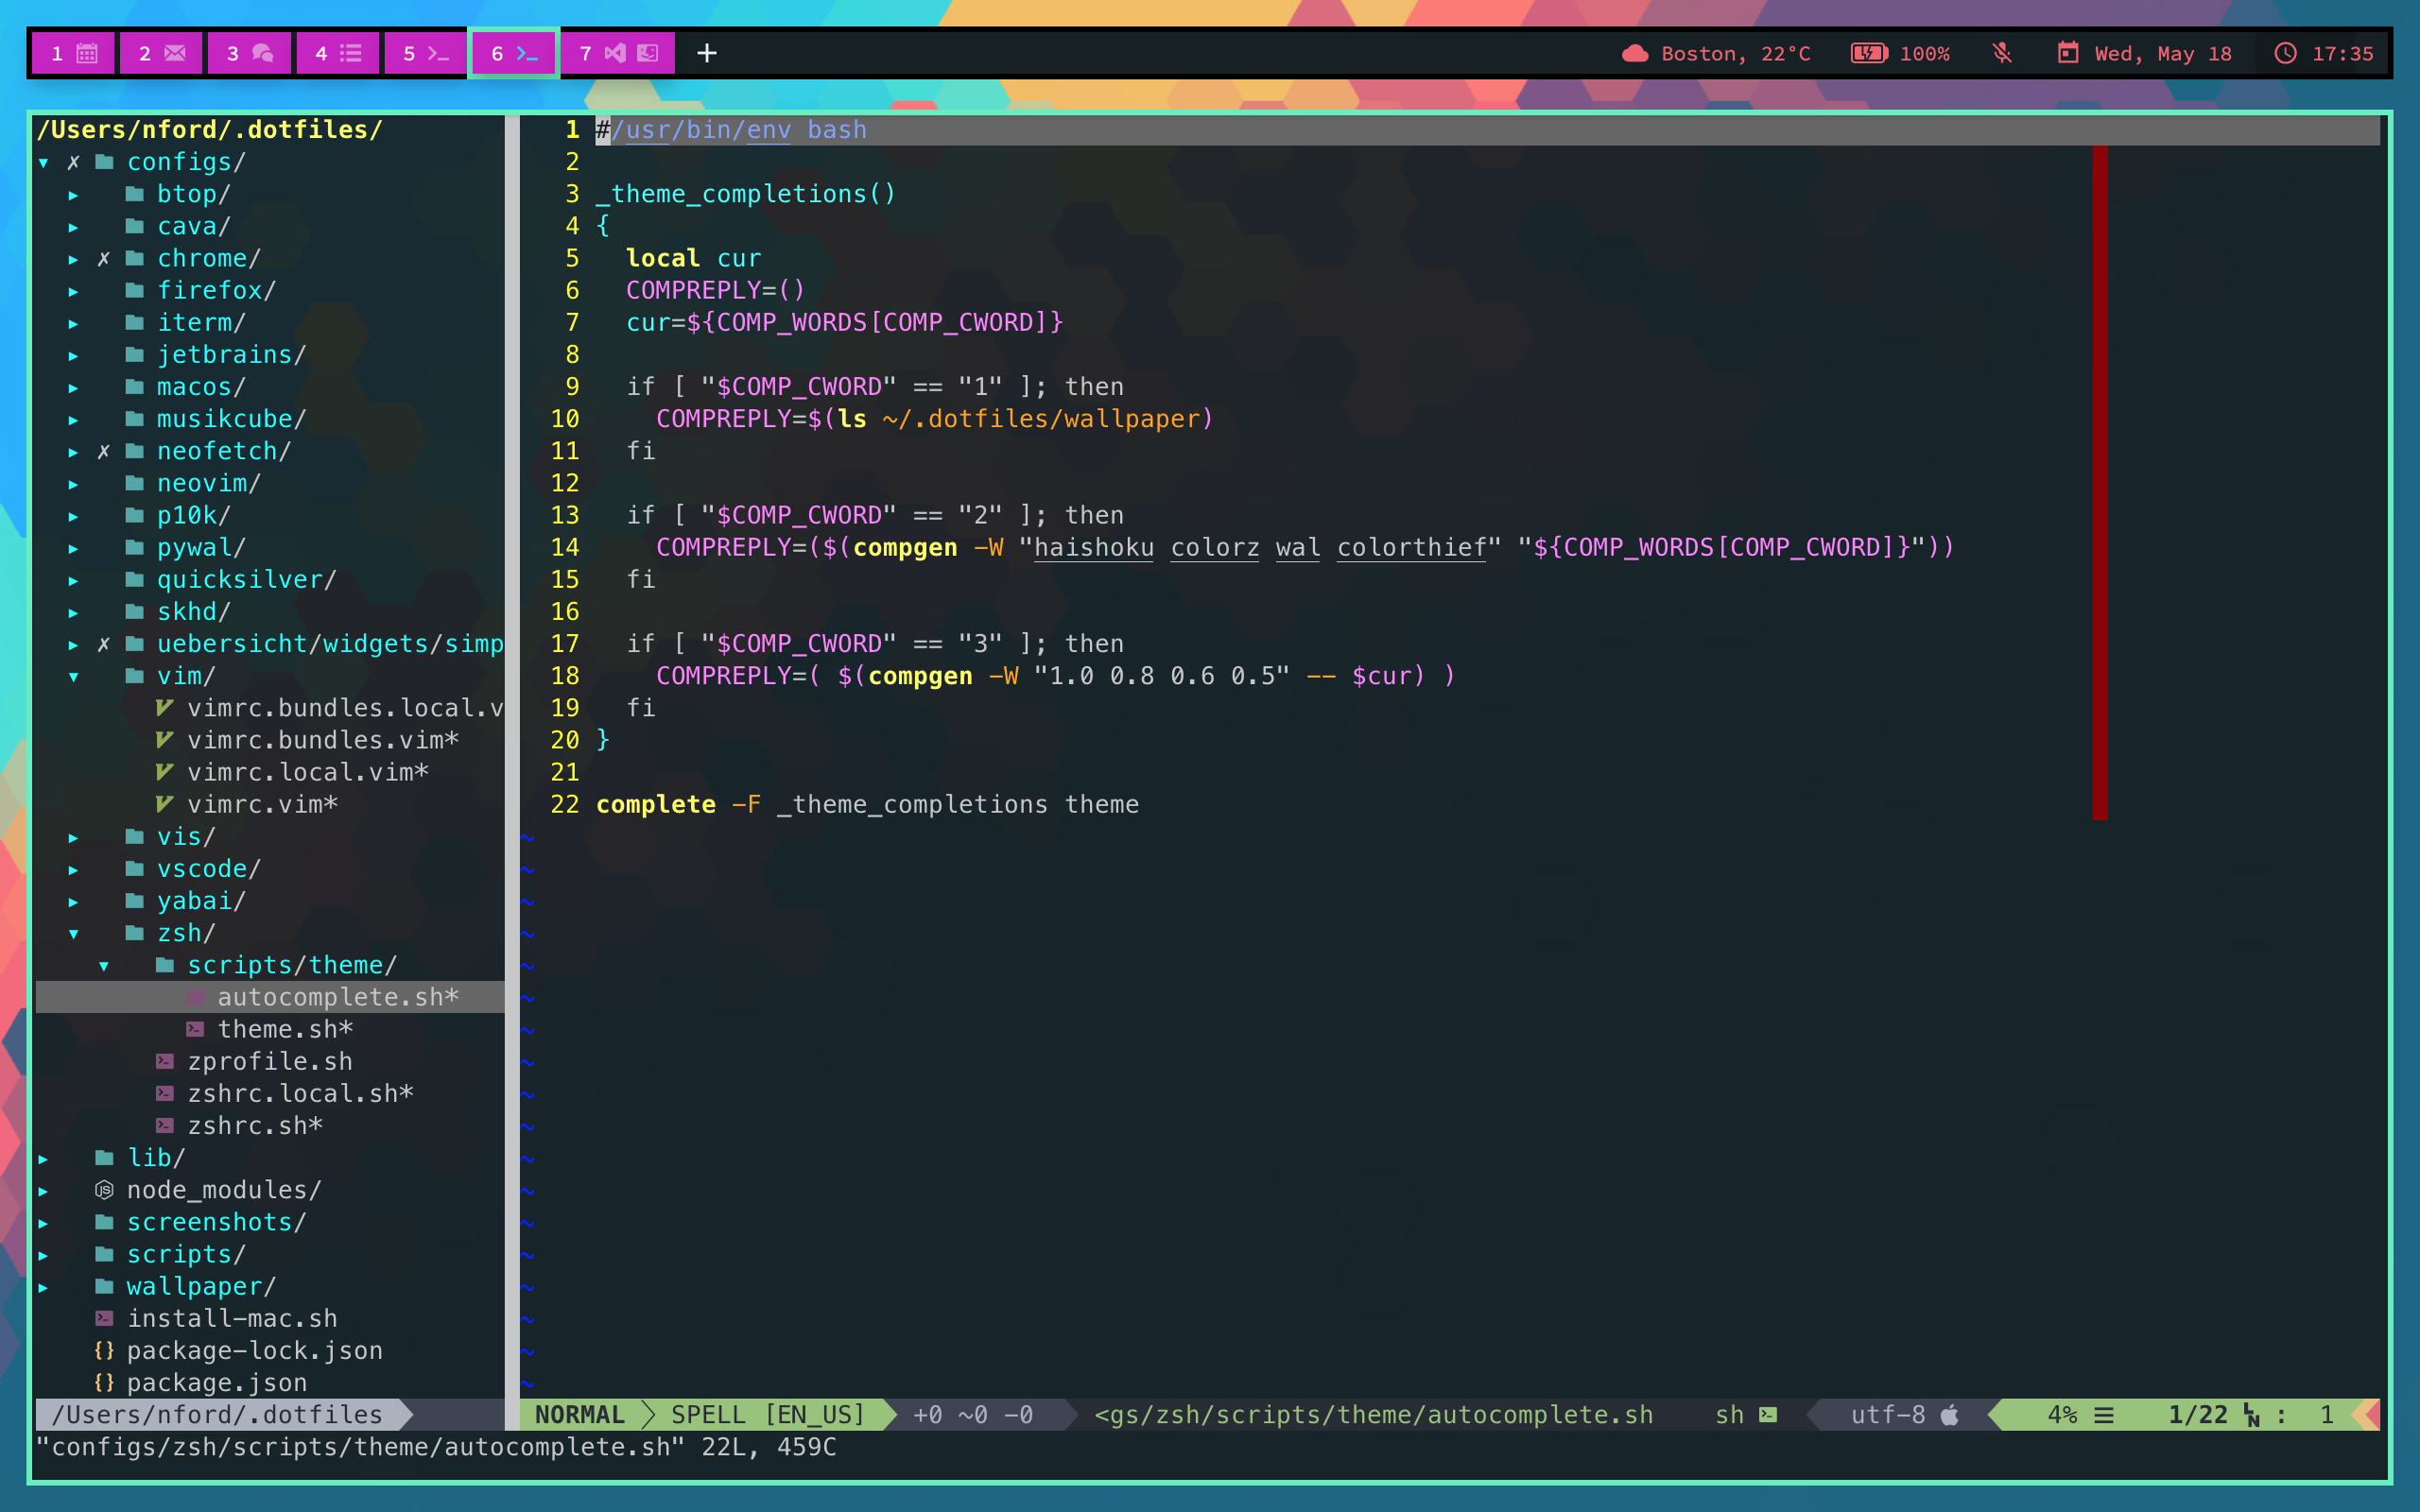 1 2 3 4 5 6 7 + Boston, 22°C 100% Wed, May 18 17:35
/Users/nford/.dotfiles/
▾ ✗ configs/
▸ btop/
▸ cava/
▸ ✗ chrome/
▸ firefox/
▸ iterm/
▸ jetbrains/
▸ macos/
▸ musikcube/
▸ ✗ neofetch/
▸ neovim/
▸ p10k/
▸ pywal/
▸ quicksilver/
▸ skhd/
▸ ✗ uebersicht/widgets/simp
▾ vim/
vimrc.bundles.local.v
vimrc.bundles.vim*
vimrc.local.vim*
vimrc.vim*
▸ vis/
▸ vscode/
▸ yabai/
▾ zsh/
▾ scripts/theme/
autocomplete.sh*
theme.sh*
zprofile.sh
zshrc.local.sh*
zshrc.sh*
▸ lib/
▸ node_modules/
▸ screenshots/
▸ scripts/
▸ wallpaper/
install-mac.sh
{} package-lock.json
{} package.json
/Users/nford/.dotfiles
1 #/usr/bin/env bash
2
3 _theme_completions()
4 {
5   local cur
6   COMPREPLY=()
7   cur=${COMP_WORDS[COMP_CWORD]}
8
9   if [ "$COMP_CWORD" == "1" ]; then
10     COMPREPLY=$(ls ~/.dotfiles/wallpaper)
11   fi
12
13   if [ "$COMP_CWORD" == "2" ]; then
14     COMPREPLY=($(compgen -W "haishoku colorz wal colorthief" "${COMP_WORDS[COMP_CWORD]}"))
15   fi
16
17   if [ "$COMP_CWORD" == "3" ]; then
18     COMPREPLY=( $(compgen -W "1.0 0.8 0.6 0.5" -- $cur) )
19   fi
20 }
21
22 complete -F _theme_completions theme
NORMAL SPELL [EN_US] +0 ~0 -0 <gs/zsh/scripts/theme/autocomplete.sh sh utf-8 4% ☰ 1/22 : 1
"configs/zsh/scripts/theme/autocomplete.sh" 22L, 459C